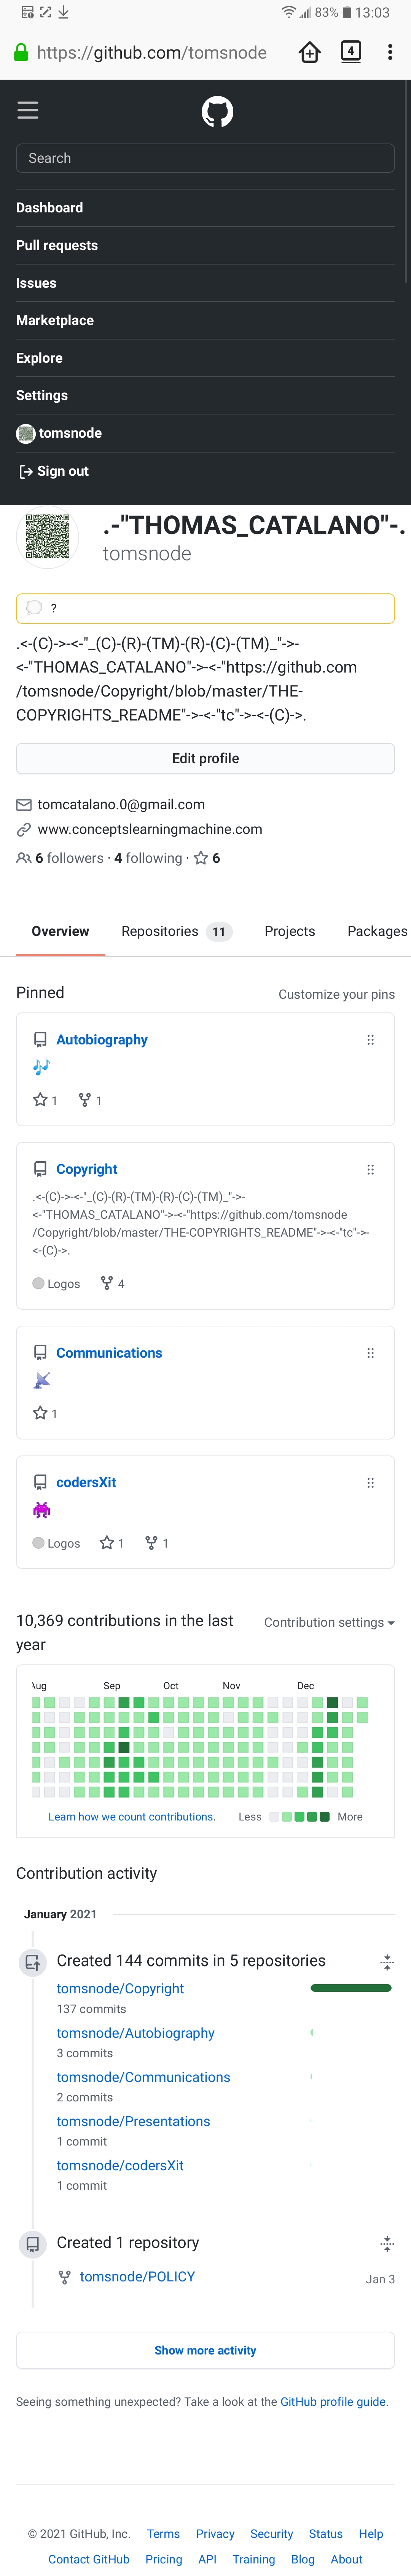 83% 13:03
https://github.com/tomsnode
4
Search
Dashboard
Pull requests
Issues
Marketplace
Explore
Settings
tomsnode
Sign out
.-"THOMAS_CATALANO"-.
tomsnode
?
.<-(C)->-<-"_(C)-(R)-(TM)-(R)-(C)-(TM)_"->-
<-"THOMAS_CATALANO"->-<-"https://github.com
/tomsnode/Copyright/blob/master/THE-
COPYRIGHTS_README"->-<-"tc"->-<-(C)->.
Edit profile
tomcatalano.0@gmail.com
www.conceptslearningmachine.com
6 followers · 4 following · 6
Overview Repositories 11 Projects Packages
Pinned Customize your pins
Autobiography
1 1
Copyright
.<-(C)->-<-"_(C)-(R)-(TM)-(R)-(C)-(TM)_"->-
<-"THOMAS_CATALANO"->-<-"https://github.com/tomsnode
/Copyright/blob/master/THE-COPYRIGHTS_README"->-<-"tc"->-
<-(C)->.
Logos 4
Communications
1
codersXit
Logos 1 1
10,369 contributions in the last Contribution settings
year
Aug Sep Oct Nov Dec
Learn how we count contributions. Less More
Contribution activity
January 2021
Created 144 commits in 5 repositories
tomsnode/Copyright
137 commits
tomsnode/Autobiography
3 commits
tomsnode/Communications
2 commits
tomsnode/Presentations
1 commit
tomsnode/codersXit
1 commit
Created 1 repository
tomsnode/POLICY Jan 3
Show more activity
Seeing something unexpected? Take a look at the GitHub profile guide.
© 2021 GitHub, Inc. Terms Privacy Security Status Help
Contact GitHub Pricing API Training Blog About